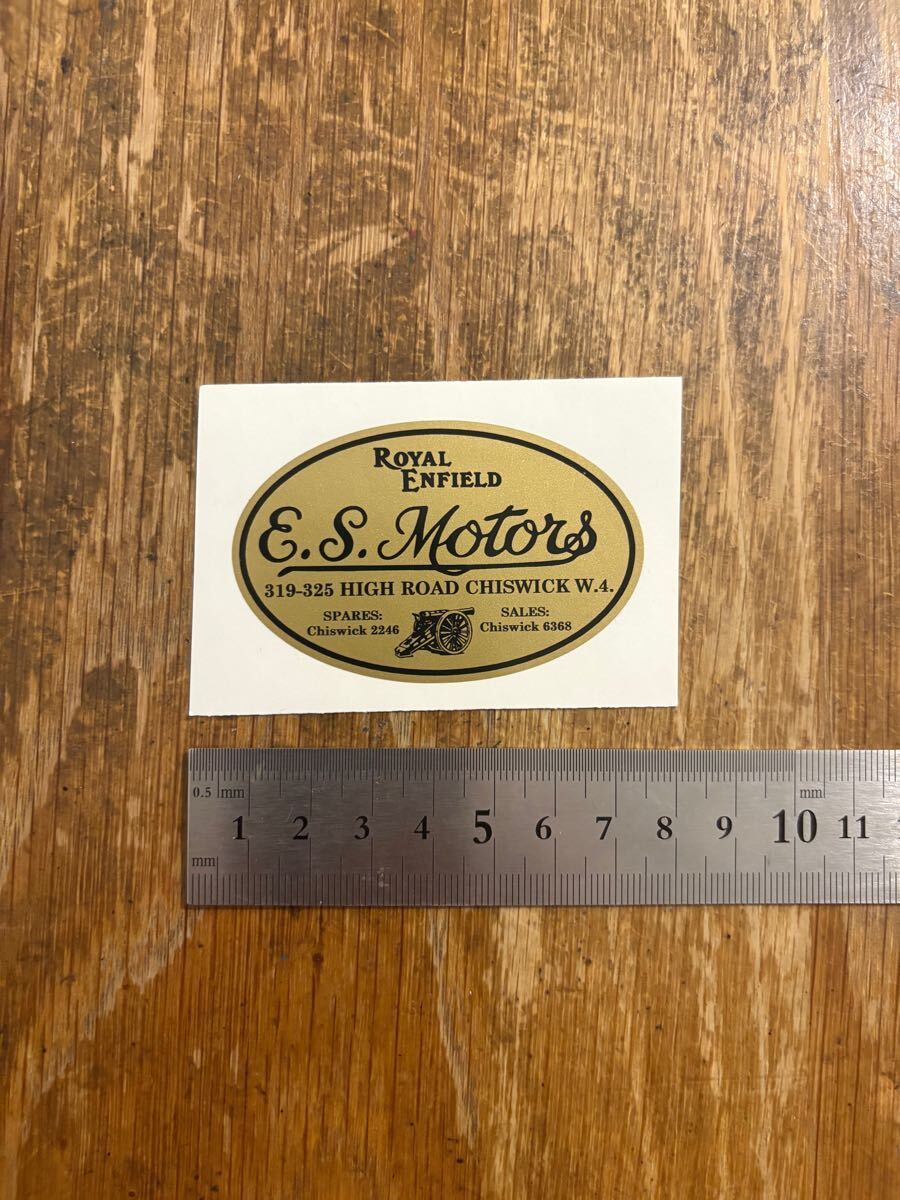 ROYAL
ENFIELD
E.S. Motors
319-325 HIGH ROAD CHISWICK W.4.
SPARES:
Chiswick 2246
SALES:
Chiswick 6368
0.5 mm
mm
1 2 3 4 5 6 7 8 9 10 11
mm